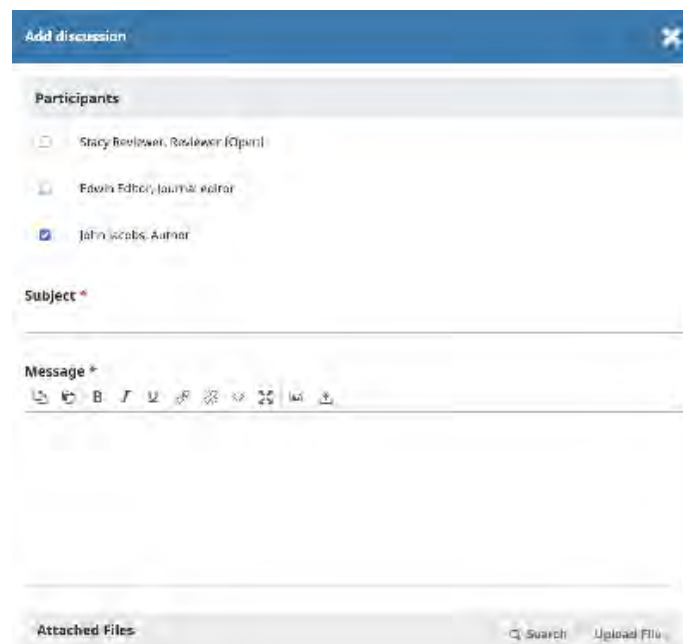 Add discussion
Participants
Stacy Reviewer, Reviewer [Open]
Edwin Editor, Journal editor
John Jacobs, Author
Subject *
Message *
B I U
Attached Files
Search Upload File